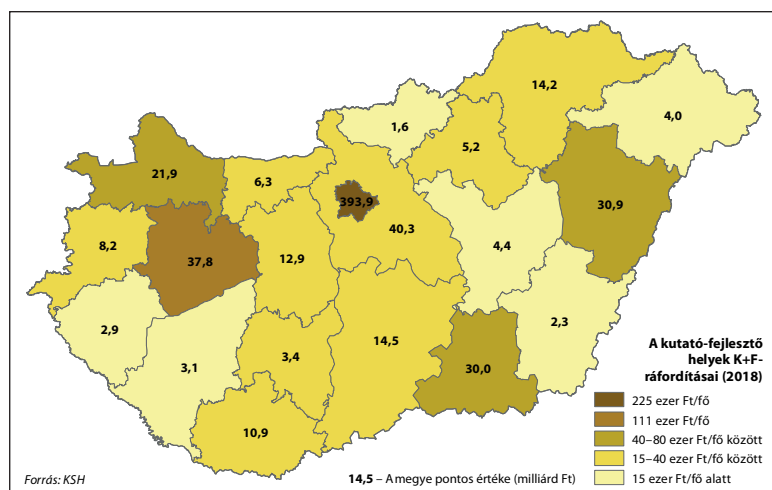 14,2
1,6
4,0
5,2
21,9
6,3
393,9
30,9
40,3
8,2
4,4
12,9
37,8
2,3
2,9
14,5
3,4
3,1
30,0
10,9
A kutató-fejlesztő
helyek K+F-
ráfordításai (2018)
225 ezer Ft/fő
111 ezer Ft/fő
40–80 ezer Ft/fő között
15–40 ezer Ft/fő között
15 ezer Ft/fő alatt
Forrás: KSH
14,5 – A megye pontos értéke (milliárd Ft)